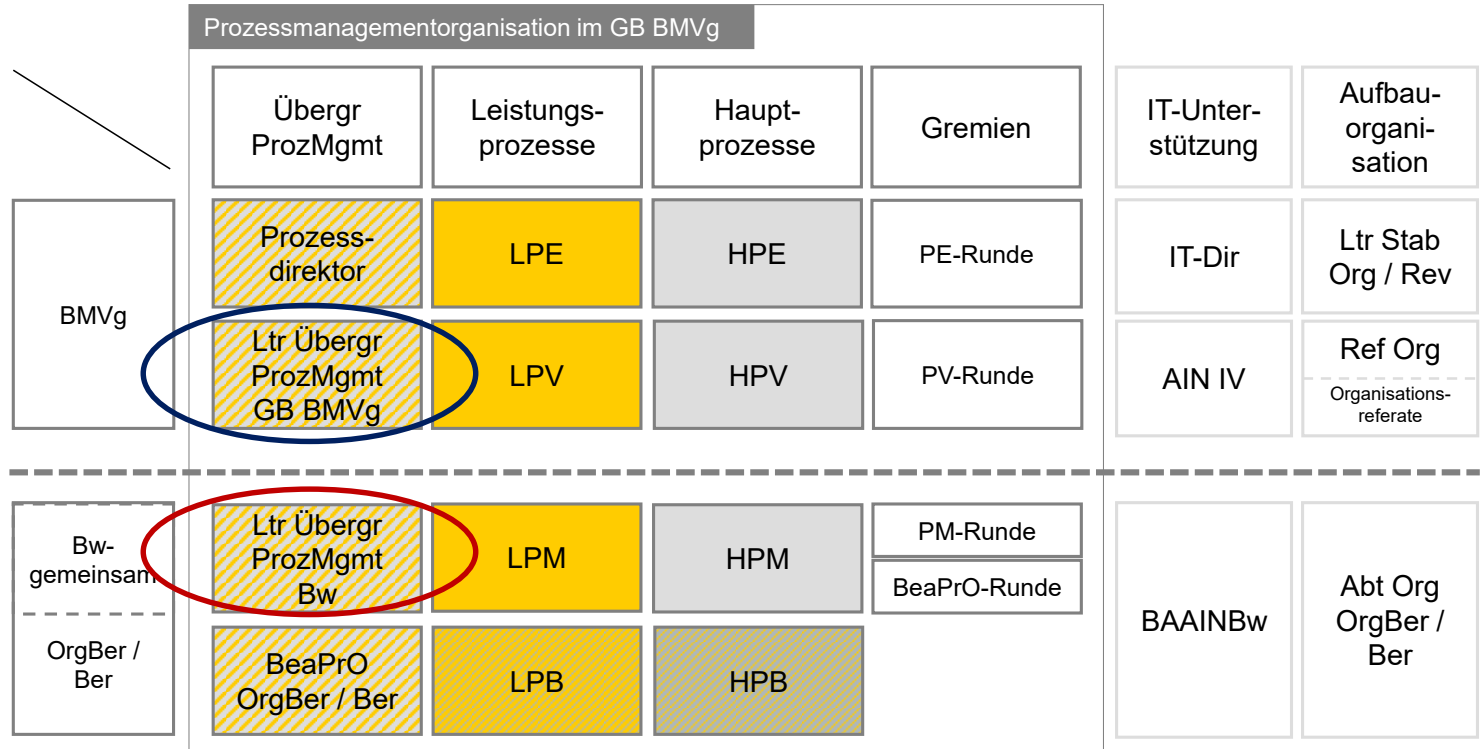 Prozessmanagementorganisation im GB BMVg
Übergr
ProzMgmt
Leistungs-
prozesse
Haupt-
prozesse
Gremien
IT-Unter-
stützung
Aufbau-
organi-
sation
BMVg
Prozess-
direktor
LPE
HPE
PE-Runde
IT-Dir
Ltr Stab
Org / Rev
Ltr Übergr
ProzMgmt
GB BMVg
LPV
HPV
PV-Runde
AIN IV
Ref Org
Organisations-
referate
Bw-
gemeinsam
Ltr Übergr
ProzMgmt
Bw
LPM
HPM
PM-Runde
BeaPrO-Runde
BAAINBw
Abt Org
OrgBer /
Ber
OrgBer /
Ber
BeaPrO
OrgBer / Ber
LPB
HPB